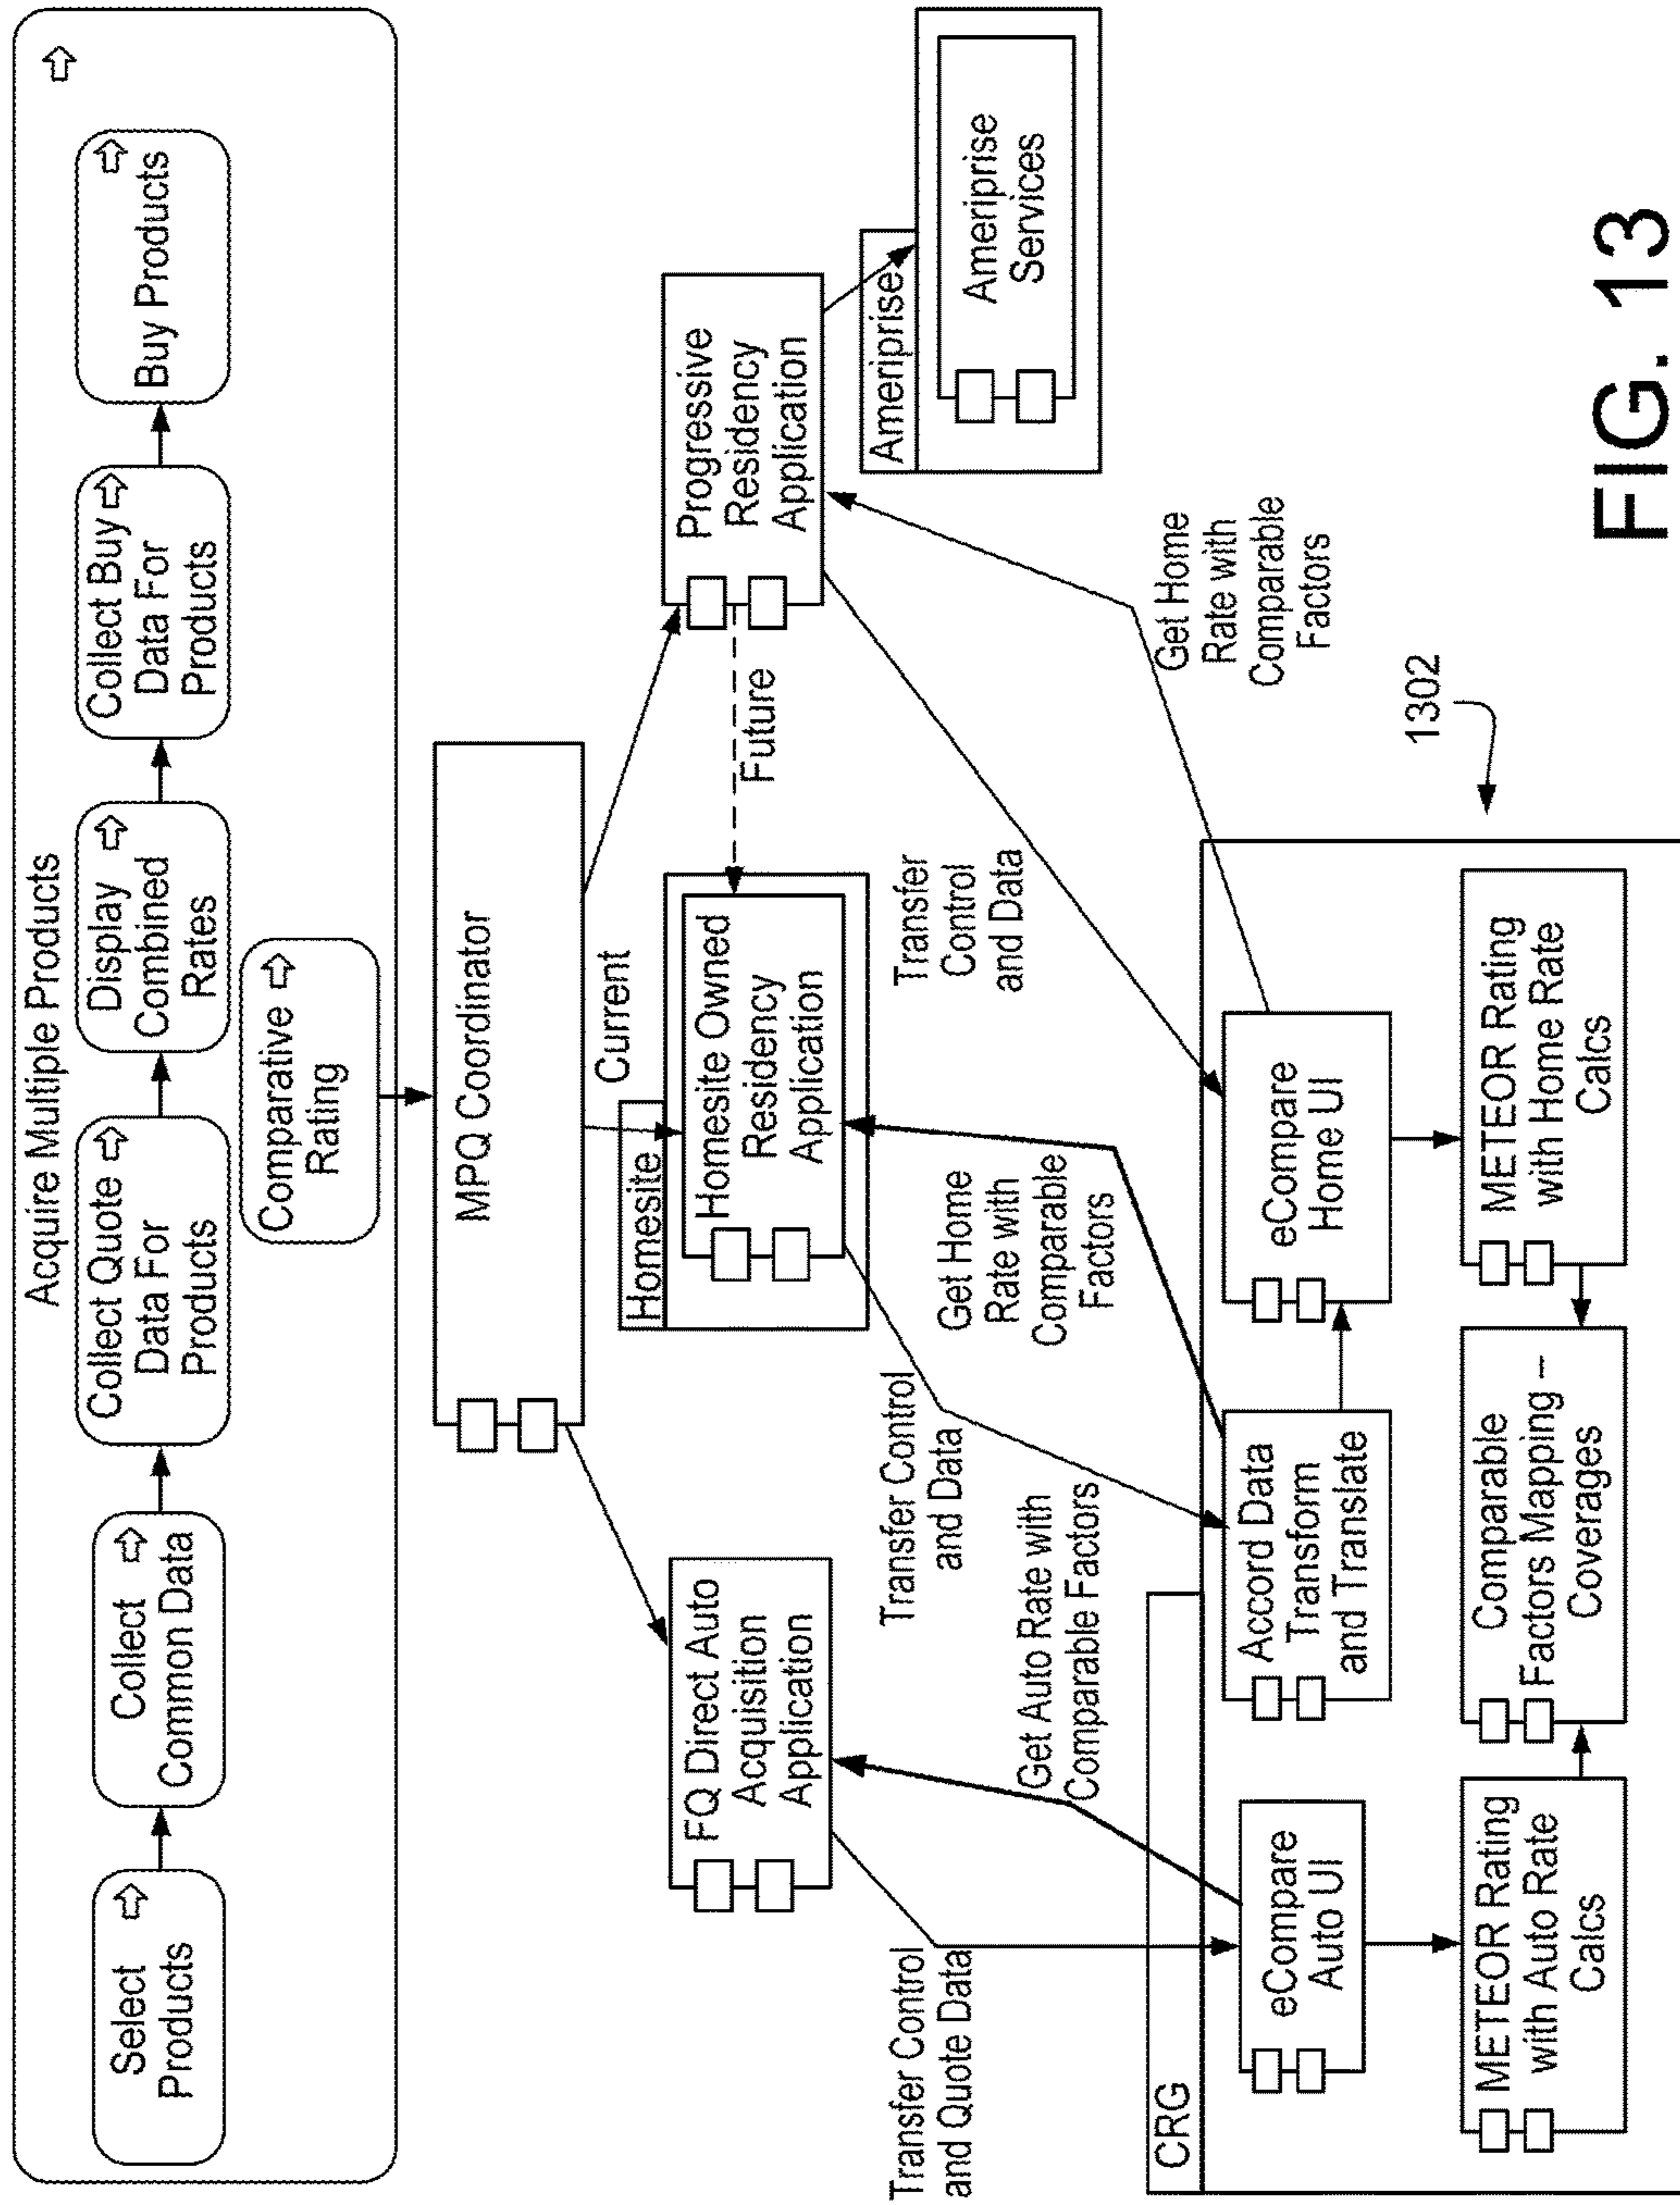 Acquire Multiple Products
Select
Products
Collect
Common Data
Collect Quote
Data For
Products
Display
Combined
Rates
Collect Buy
Data For
Products
Buy Products
Comparative
Rating
MPQ Coordinator
Current
FQ Direct Auto
Acquisition
Application
Homesite
Homesite Owned
Residency
Application
Future
Progressive
Residency
Application
Ameriprise
Ameriprise
Services
Transfer Control
and Quote Data
Get Auto Rate with
Comparable Factors
Transfer Control
and Data
Get Home
Rate with
Comparable
Factors
Transfer
Control
and Data
Get Home
Rate with
Comparable
Factors
1302
CRG
eCompare
Auto UI
Accord Data
Transform
and Translate
eCompare
Home UI
METEOR Rating
with Auto Rate
Calcs
Comparable
Factors Mapping –
Coverages
METEOR Rating
with Home Rate
Calcs
FIG. 13